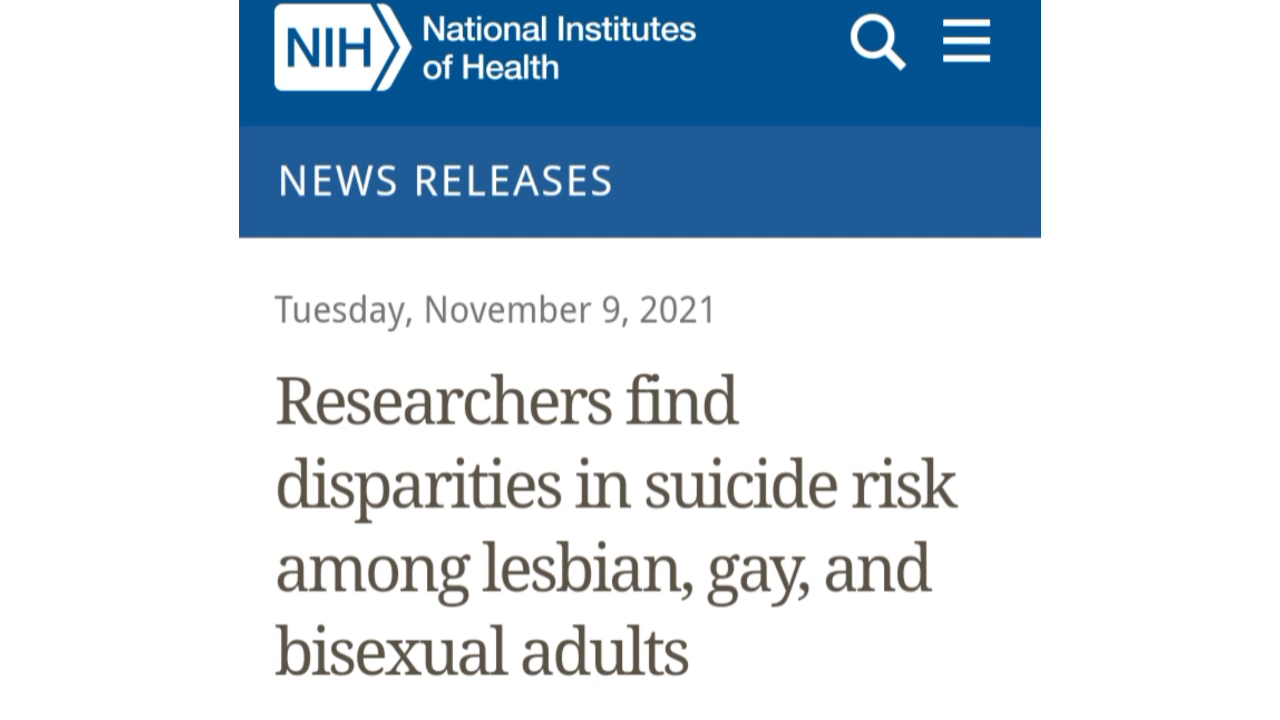 NIH National Institutes
of Health
NEWS RELEASES
Tuesday, November 9, 2021
Researchers find
disparities in suicide risk
among lesbian, gay, and
bisexual adults